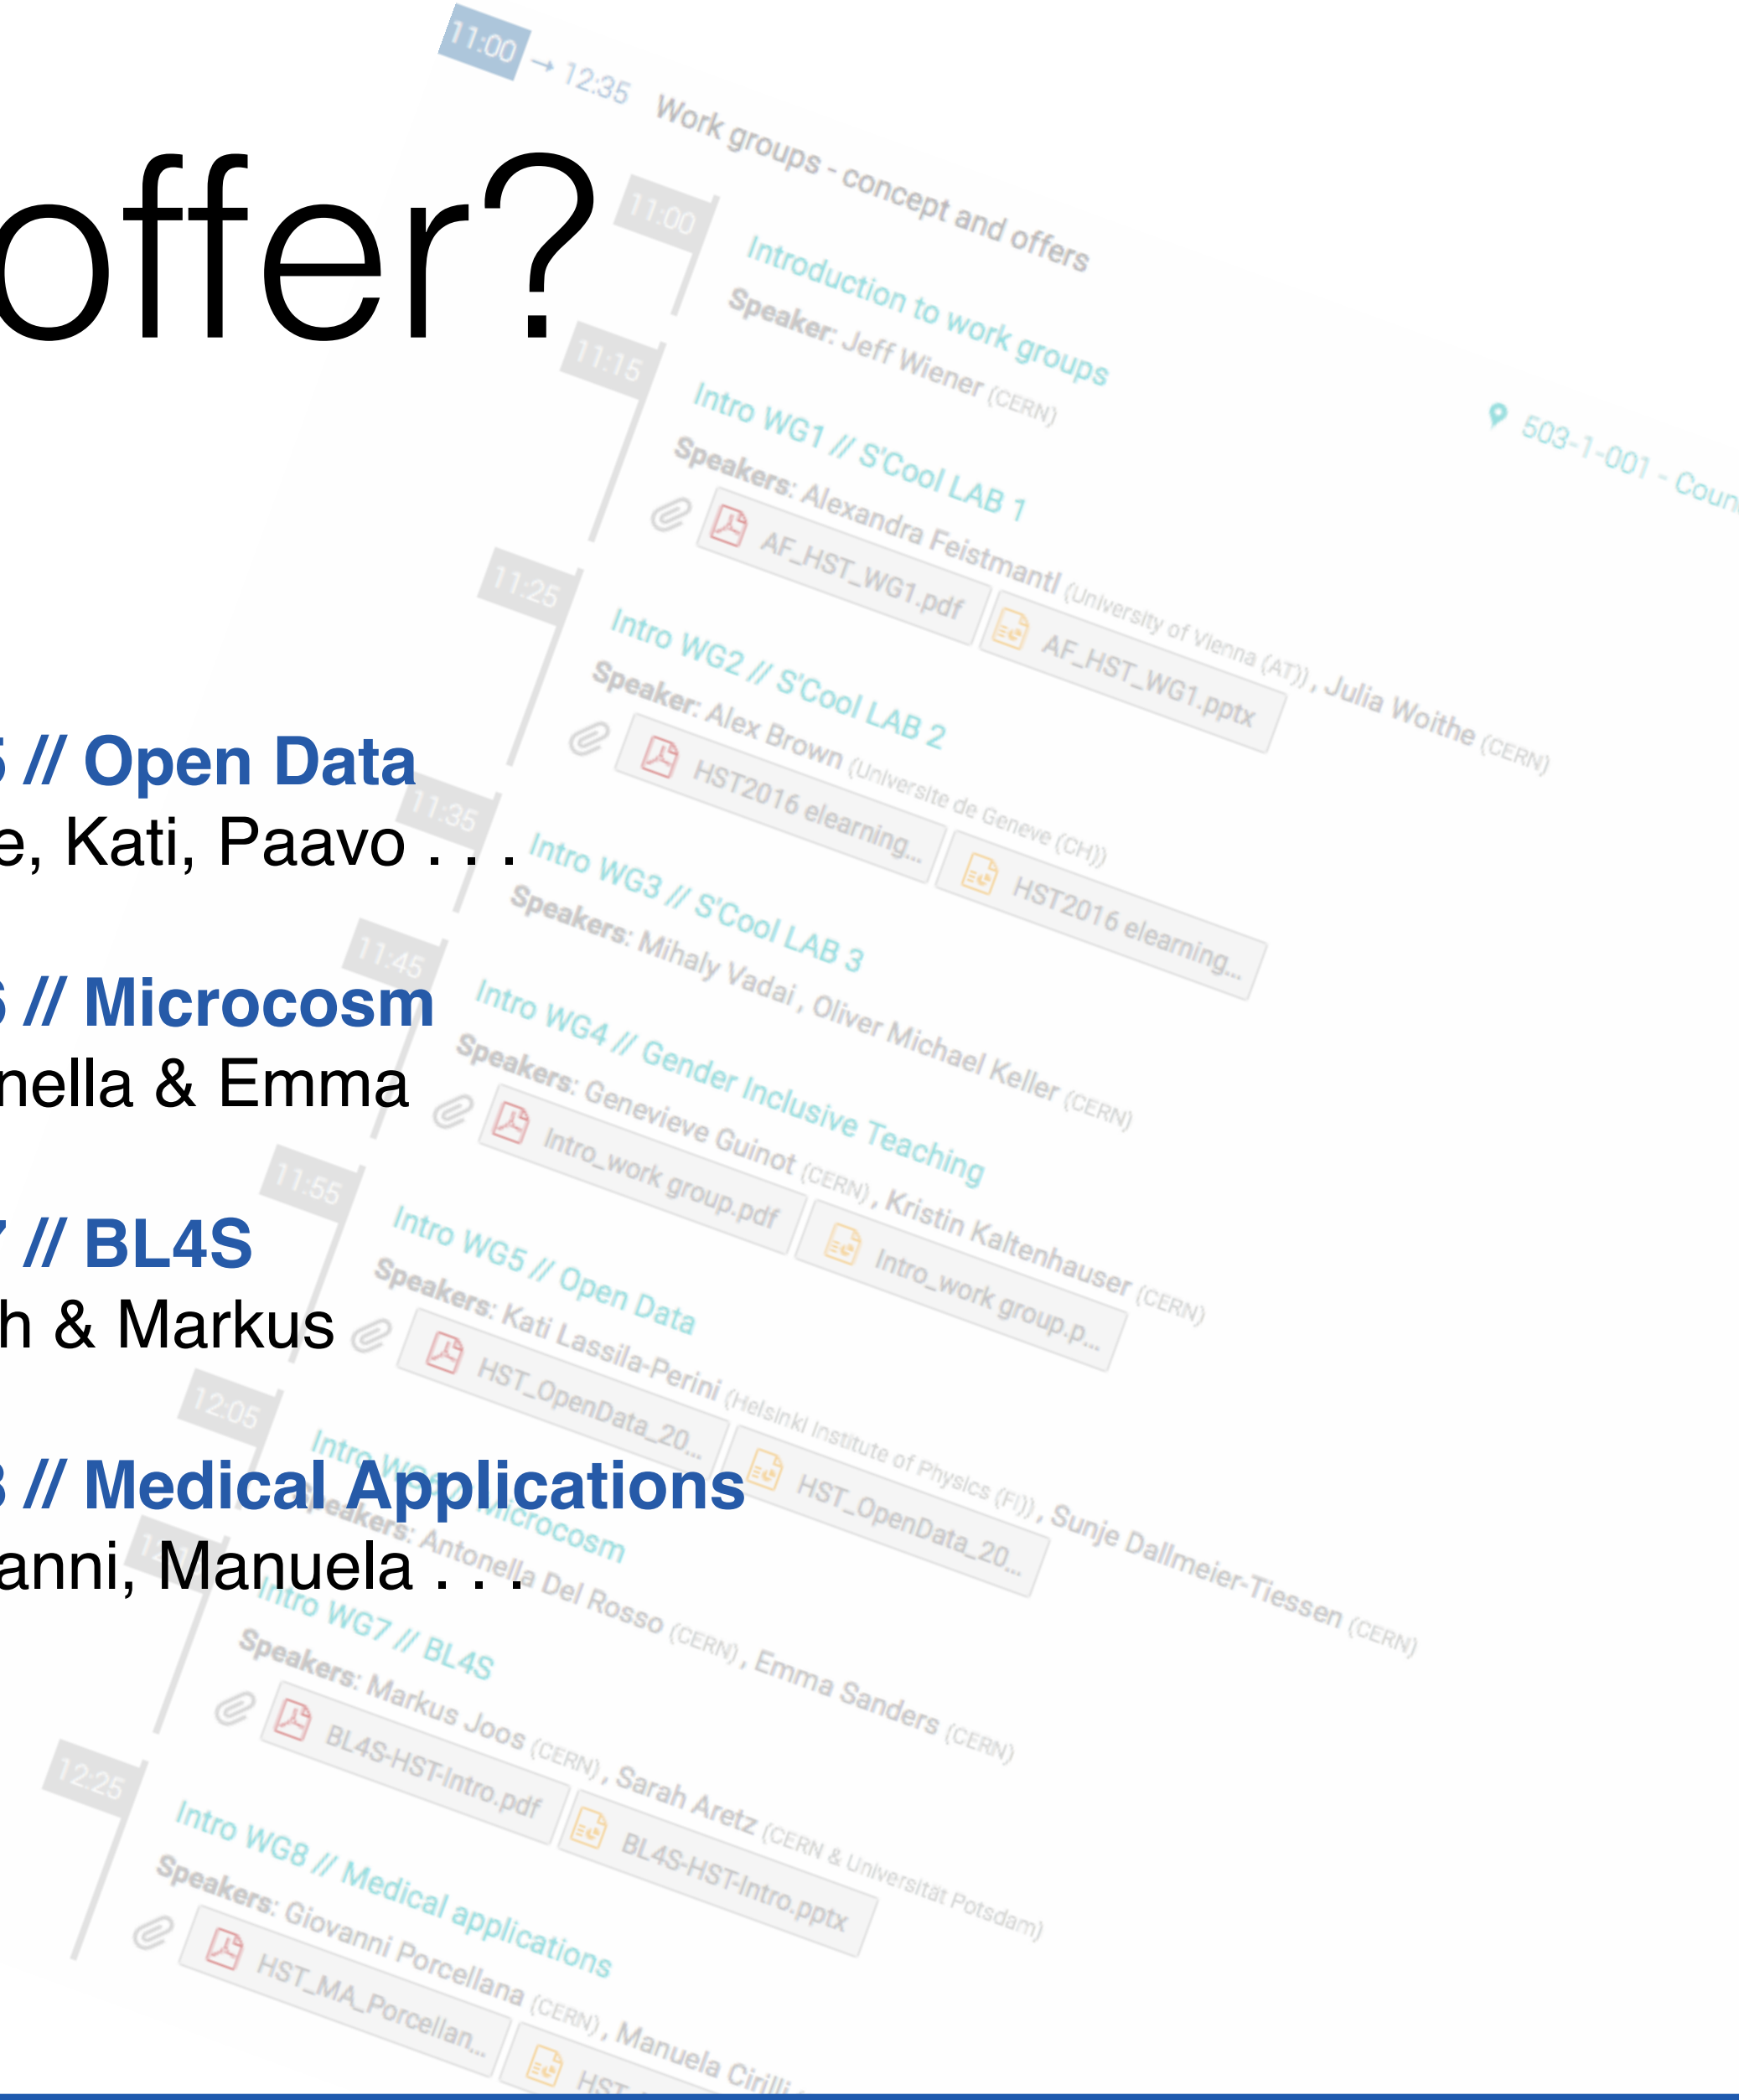 offer?
5 // Open Data
e, Kati, Paavo . . .
6 // Microcosm
nella & Emma
7 // BL4S
h & Markus
8 // Medical Applications
anni, Manuela . . .
11:00 → 12:35 Work groups - concept and offers
503-1-001 - Coun
11:00 Introduction to work groups
Speaker: Jeff Wiener (CERN)
11:15 Intro WG1 // S'Cool LAB 1
Speakers: Alexandra Feistmantl (University of Vienna (AT)), Julia Woithe (CERN)
AF_HST_WG1.pdf AF_HST_WG1.pptx
11:25 Intro WG2 // S'Cool LAB 2
Speaker: Alex Brown (Universite de Geneve (CH))
HST2016 elearning... HST2016 elearning...
11:35 Intro WG3 // S'Cool LAB 3
Speakers: Mihaly Vadai , Oliver Michael Keller (CERN)
11:45 Intro WG4 // Gender Inclusive Teaching
Speakers: Genevieve Guinot (CERN), Kristin Kaltenhauser (CERN)
Intro_work group.pdf Intro_work group.p...
11:55 Intro WG5 // Open Data
Speakers: Kati Lassila-Perini (Helsinki Institute of Physics (FI)), Sunje Dallmeier-Tiessen (CERN)
HST_OpenData_20... HST_OpenData_20...
12:05 Intro WG6 // Microcosm
Speakers: Antonella Del Rosso (CERN), Emma Sanders (CERN)
Intro WG7 // BL4S
Speakers: Markus Joos (CERN), Sarah Aretz (CERN & Universität Potsdam)
BL4S-HST-Intro.pdf BL4S-HST-Intro.pptx
12:25 Intro WG8 // Medical applications
Speakers: Giovanni Porcellana (CERN), Manuela Cirilli
HST_MA_Porcellan... HST